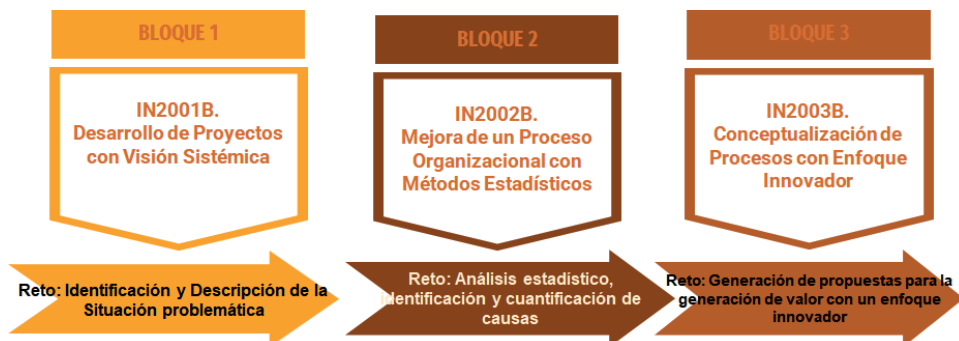 BLOQUE 1
IN2001B.
Desarrollo de Proyectos
con Visión Sistémica
Reto: Identificación y Descripción de la
Situación problemática
BLOQUE 2
IN2002B.
Mejora de un Proceso
Organizacional con
Métodos Estadísticos
Reto: Análisis estadístico,
Identificación y cuantificación de
causas
BLOQUE 3
IN2003B.
Conceptualización de
Procesos con Enfoque
Innovador
Reto: Generación de propuestas para la
generación de valor con un enfoque
innovador